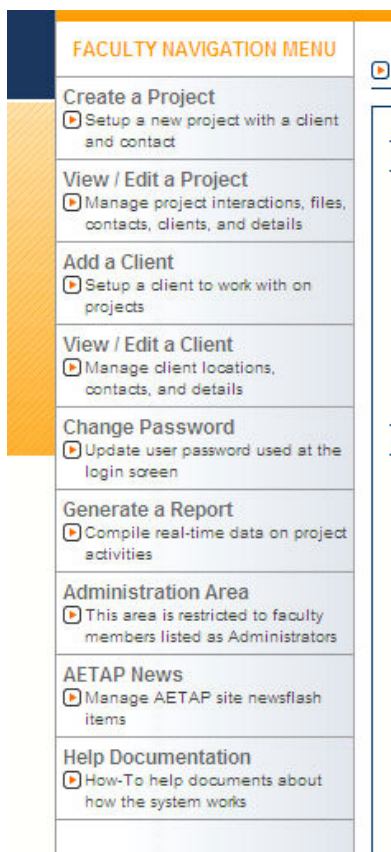 FACULTY NAVIGATION MENU
Create a Project
Setup a new project with a client
and contact
View / Edit a Project
Manage project interactions, files,
contacts, clients, and details
Add a Client
Setup a client to work with on
projects
View / Edit a Client
Manage client locations,
contacts, and details
Change Password
Update user password used at the
login screen
Generate a Report
Compile real-time data on project
activities
Administration Area
This area is restricted to faculty
members listed as Administrators
AETAP News
Manage AETAP site newsflash
items
Help Documentation
How-To help documents about
how the system works